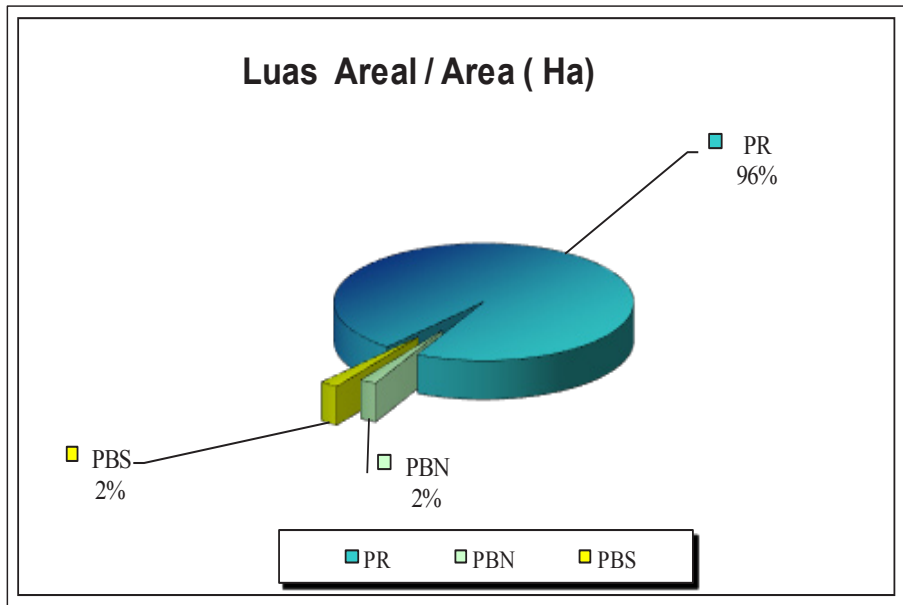 Luas Areal / Area ( Ha)
PR
96%
PBS
2%
PBN
2%
PR PBN PBS